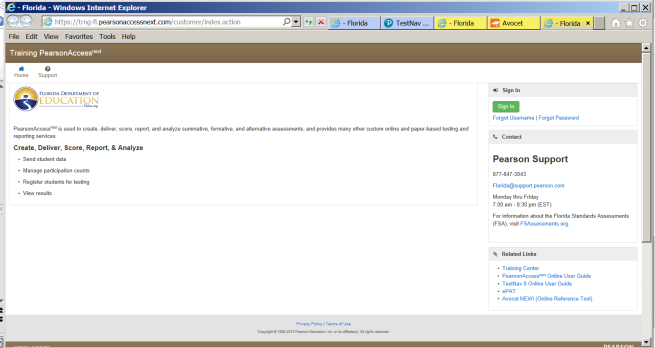 - Florida - Windows Internet Explorer
https://trng-fl.pearsonaccessnext.com/customer/index.action
- Florida
TestNav ...
- Florida
Avocet
- Florida
File Edit View Favorites Tools Help
Training PearsonAccessnext
Home Support
FLORIDA DEPARTMENT OF
EDUCATION
fldoe.org
PearsonAccessnext is used to create, deliver, score, report, and analyze summative, formative, and alternative assessments, and provides many other custom online and paper-based testing and
reporting services.
Create, Deliver, Score, Report, & Analyze
• Send student data
• Manage participation counts
• Register students for testing
• View results
Sign In
Sign In
Forgot Username | Forgot Password
Contact
Pearson Support
877-847-3043
Florida@support.pearson.com
Monday thru Friday
7:00 am - 8:30 pm (EST)
For information about the Florida Standards Assessments
(FSA), visit FSAssessments.org.
Related Links
• Training Center
• PearsonAccessnext Online User Guide
• TestNav 8 Online User Guide
• ePAT
• Avocet NEW! (Online Reference Tool)
Privacy Policy | Terms of Use
Copyright © 1998-2015 Pearson Education, Inc. or its affiliate(s). All rights reserved.
PEARSON